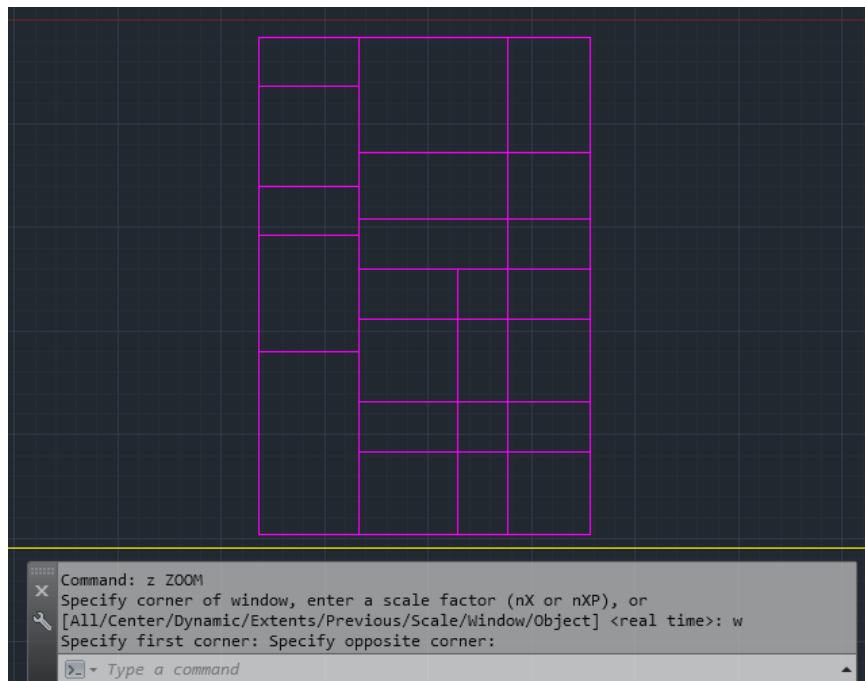 Command: z ZOOM
Specify corner of window, enter a scale factor (nX or nXP), or
[All/Center/Dynamic/Extents/Previous/Scale/Window/Object] <real time>: w
Specify first corner: Specify opposite corner:
Type a command